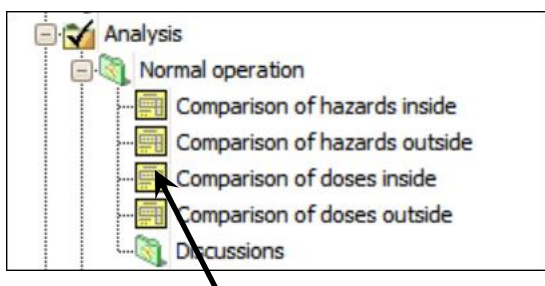 Analysis
Normal operation
Comparison of hazards inside
Comparison of hazards outside
Comparison of doses inside
Comparison of doses outside
Discussions